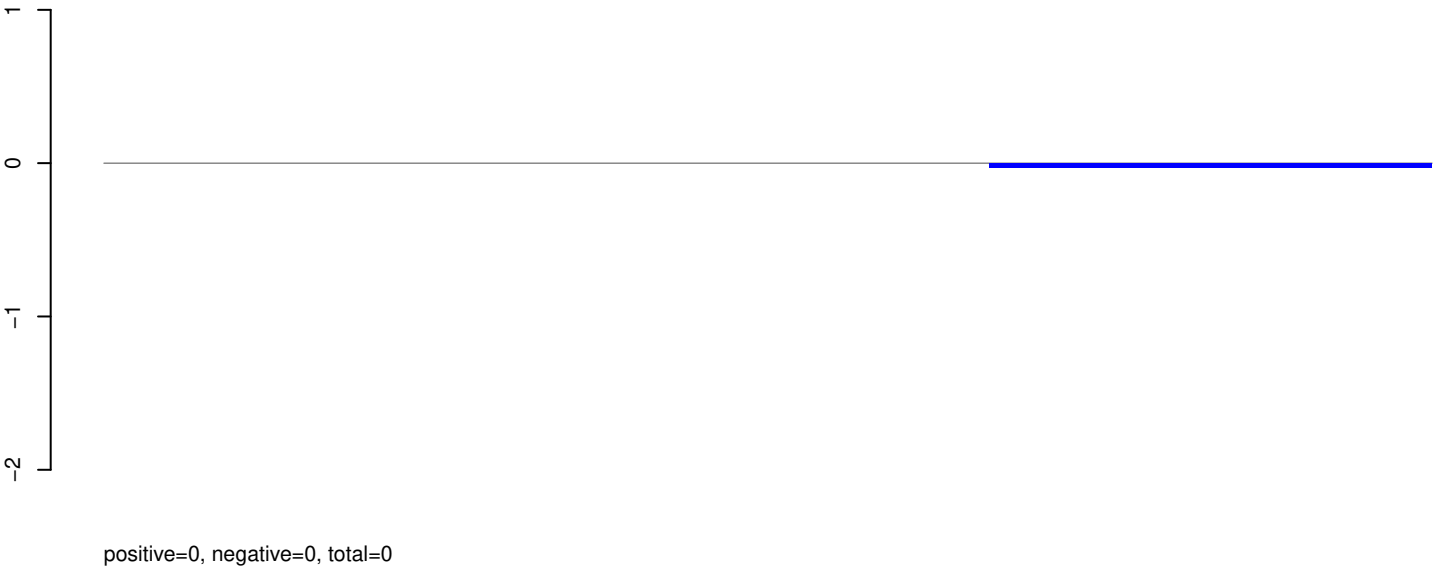 1
0
−1
−2
positive=0, negative=0, total=0